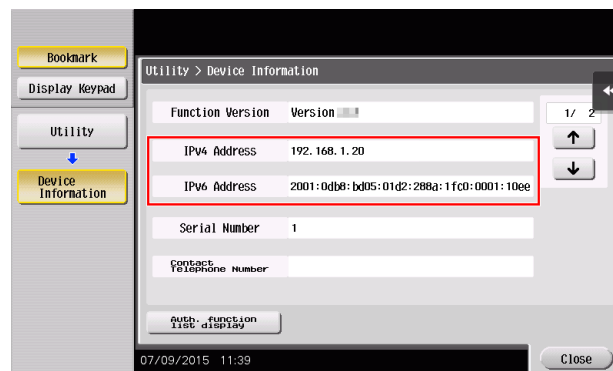 Bookmark
Display Keypad
Utility
Device
Information
Utility > Device Information
1/ 2
Function Version Version
IPv4 Address 192.168.1.20
IPv6 Address 2001:0db8:bd05:01d2:288a:1fc0:0001:10ee
Serial Number 1
Contact
Telephone Number
Auth. function
list display
07/09/2015 11:39
Close